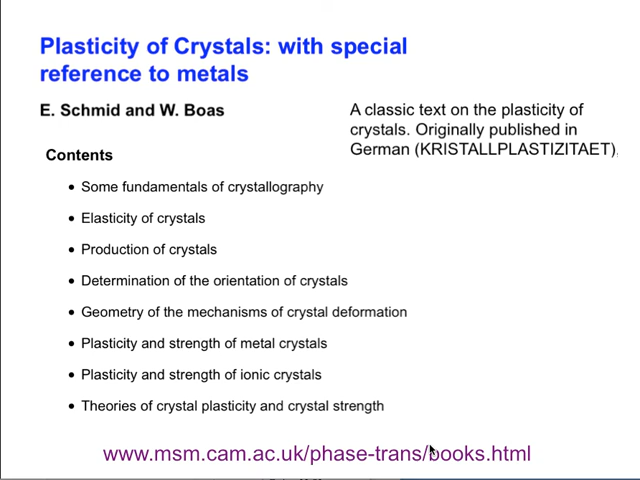 Plasticity of Crystals: with special
reference to metals
E. Schmid and W. Boas
A classic text on the plasticity of
crystals. Originally published in
German (KRISTALLPLASTIZITAET),
Contents
• Some fundamentals of crystallography
• Elasticity of crystals
• Production of crystals
• Determination of the orientation of crystals
• Geometry of the mechanisms of crystal deformation
• Plasticity and strength of metal crystals
• Plasticity and strength of ionic crystals
• Theories of crystal plasticity and crystal strength
www.msm.cam.ac.uk/phase-trans/books.html